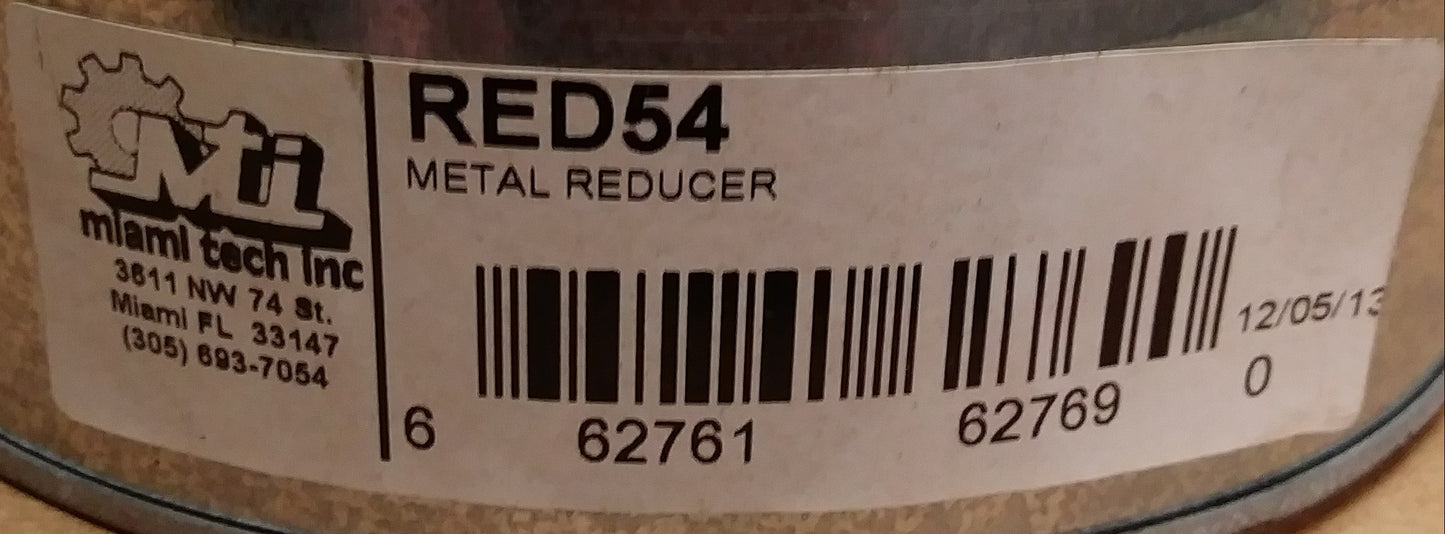 Mti
miami tech inc
3611 NW 74 St.
Miami FL 33147
(305) 693-7054
RED54
METAL REDUCER
12/05/13
6 62761 62769 0